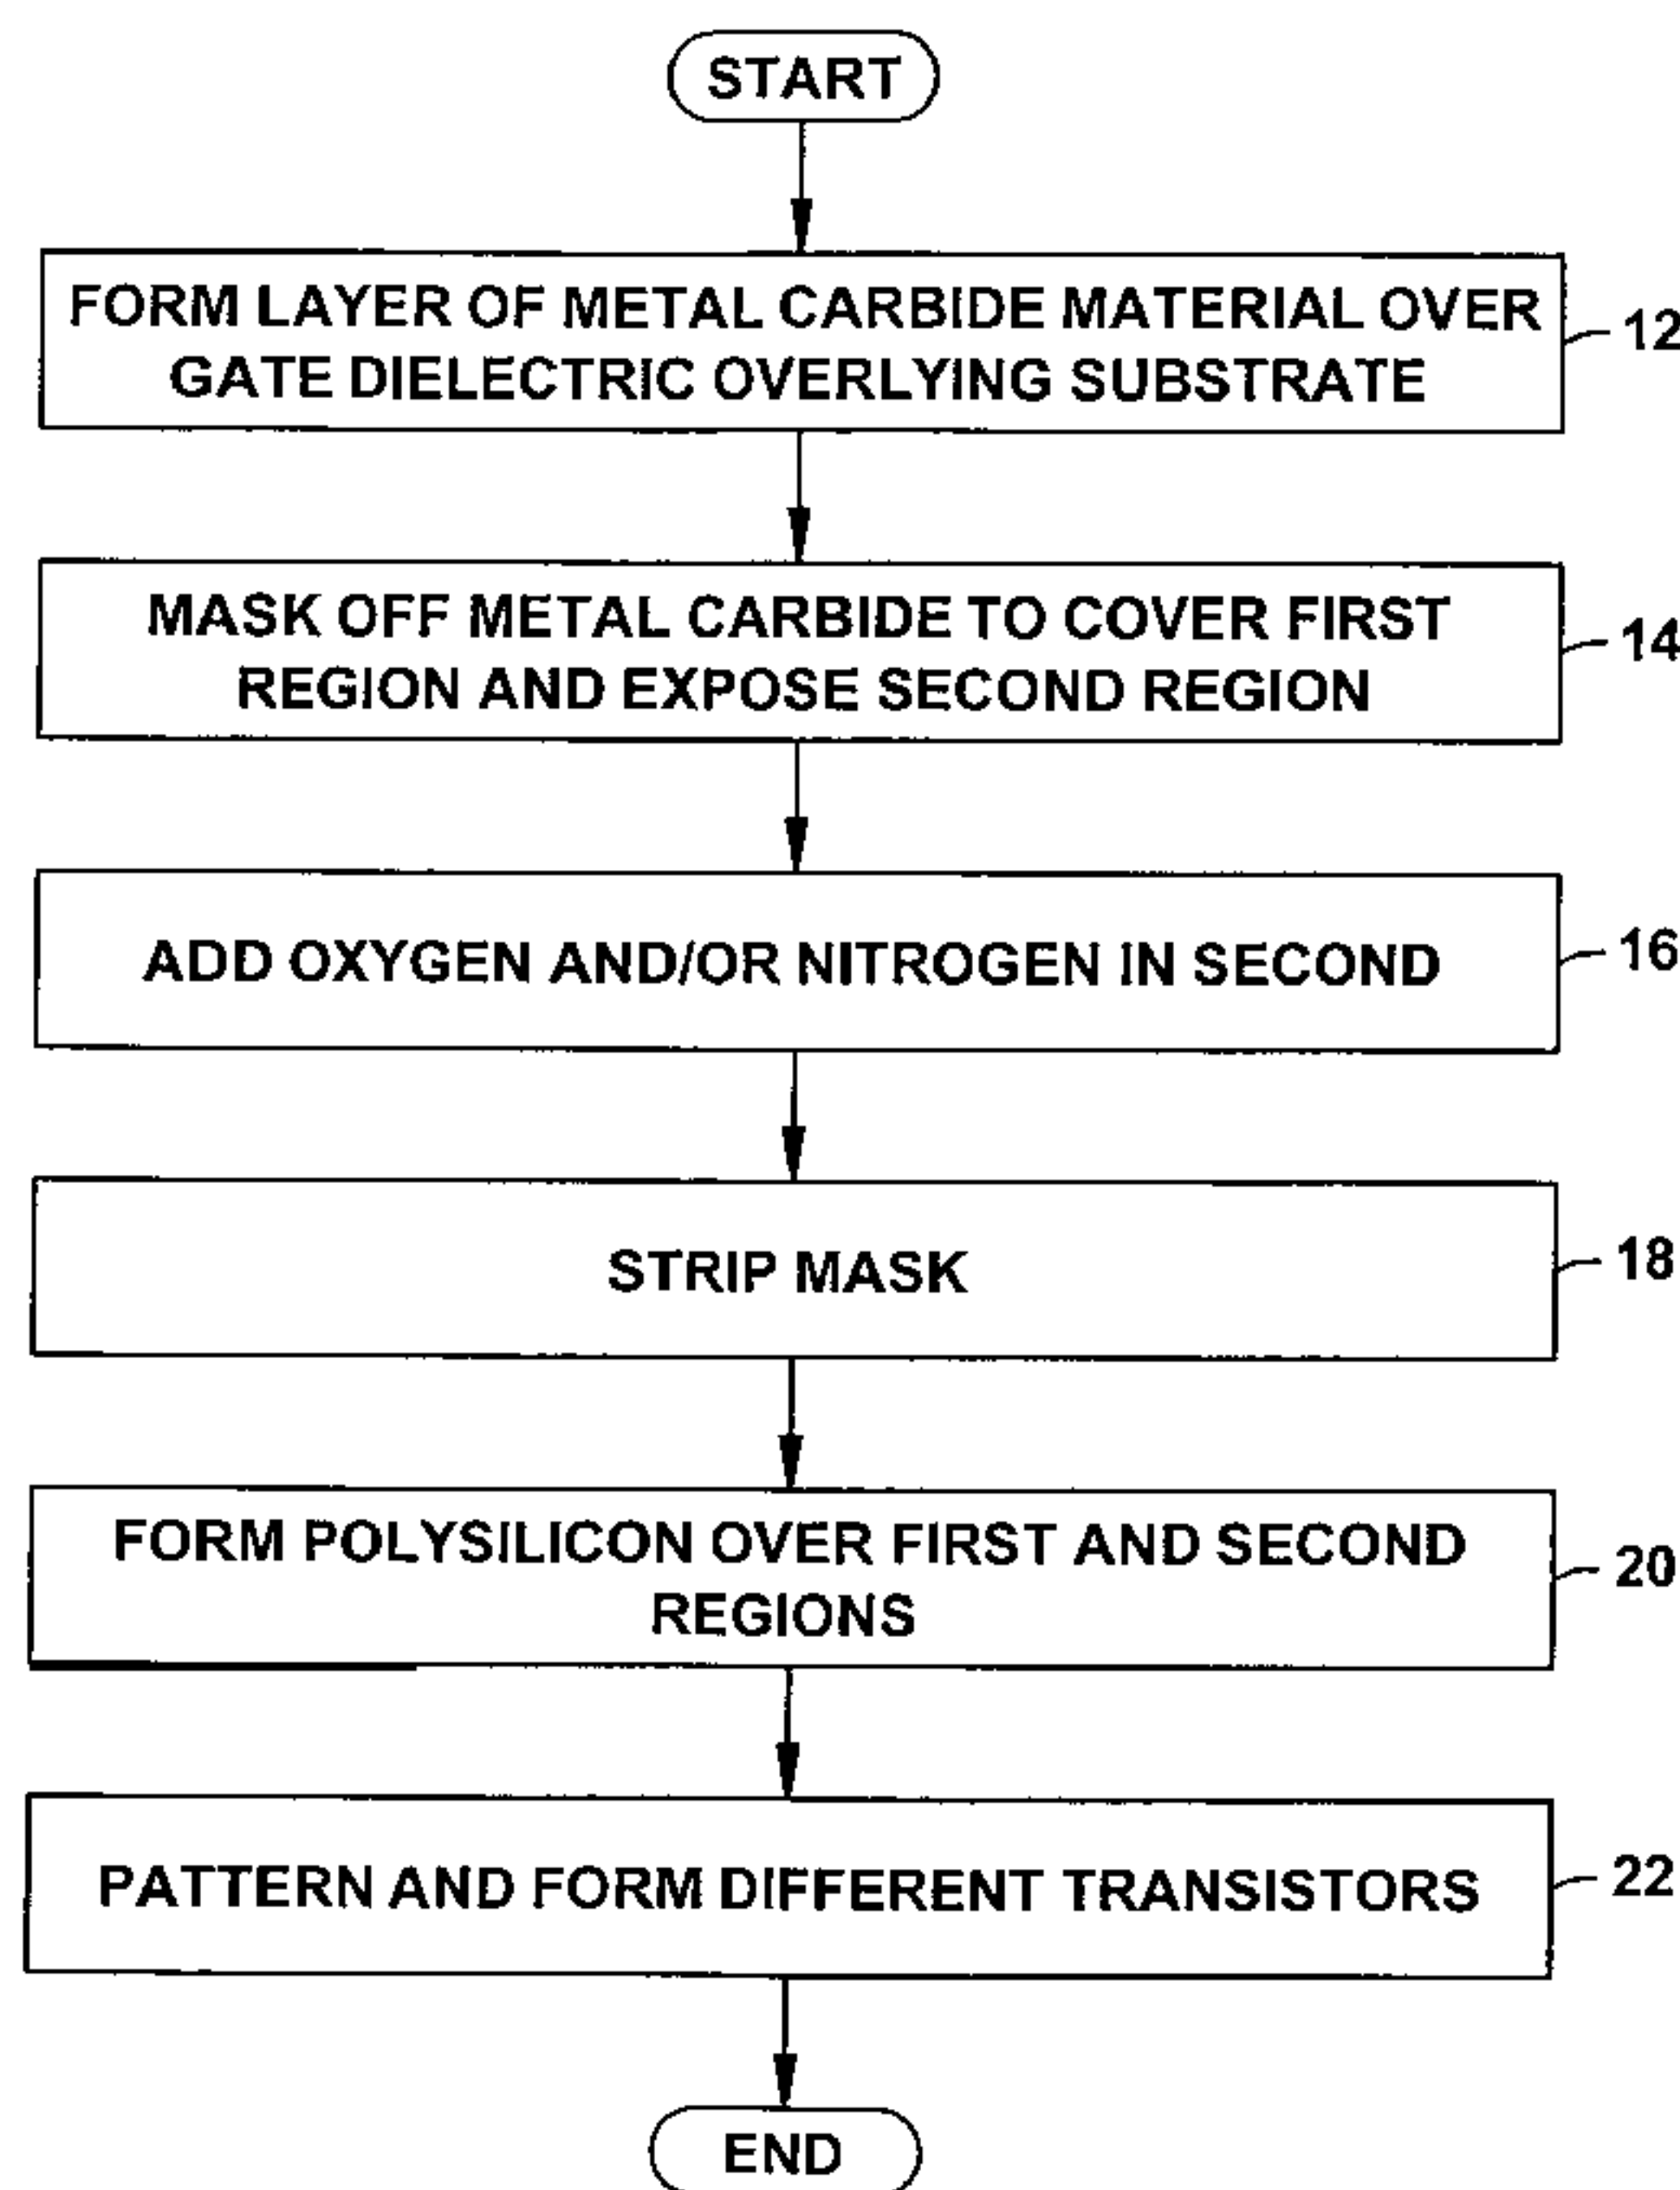 START
FORM LAYER OF METAL CARBIDE MATERIAL OVER
GATE DIELECTRIC OVERLYING SUBSTRATE
12
MASK OFF METAL CARBIDE TO COVER FIRST
REGION AND EXPOSE SECOND REGION
14
ADD OXYGEN AND/OR NITROGEN IN SECOND
16
STRIP MASK
18
FORM POLYSILICON OVER FIRST AND SECOND
REGIONS
20
PATTERN AND FORM DIFFERENT TRANSISTORS
22
END